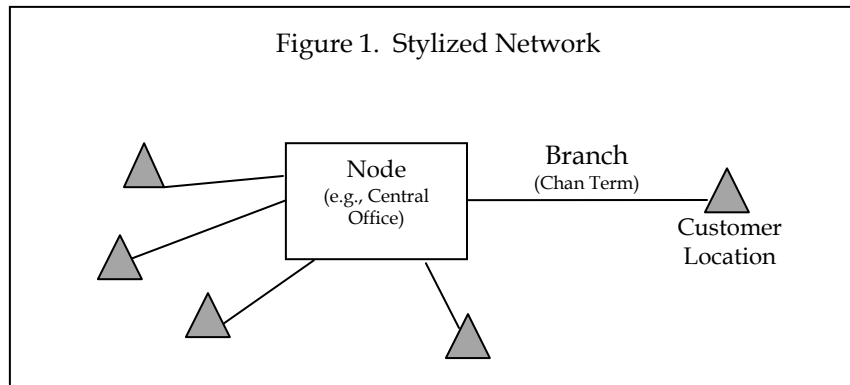 Figure 1. Stylized Network
Node
(e.g., Central
Office)
Branch
(Chan Term)
Customer
Location